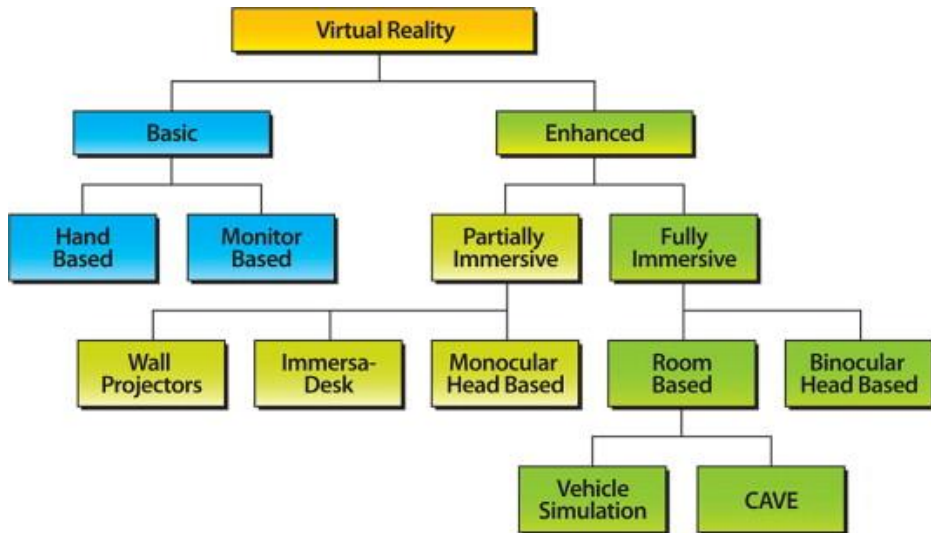 Virtual Reality
Basic
Enhanced
Hand
Based
Monitor
Based
Partially
Immersive
Fully
Immersive
Wall
Projectors
Immersa-
Desk
Monocular
Head Based
Room
Based
Binocular
Head Based
Vehicle
Simulation
CAVE